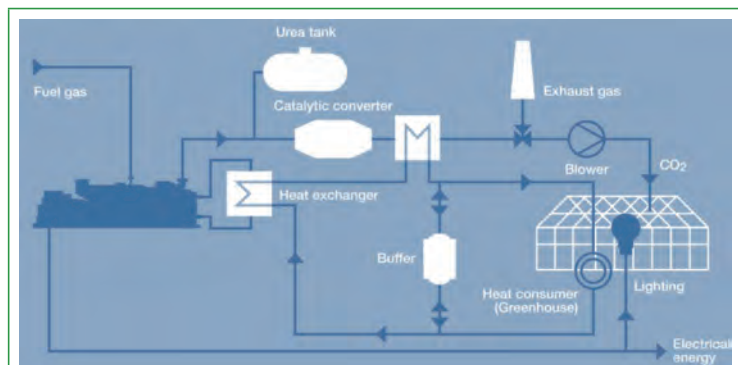 Urea tank
Fuel gas
Catalytic converter
Exhaust gas
Blower
CO2
Heat exchanger
Buffer
Heat consumer
(Greenhouse)
Lighting
Electrical
energy